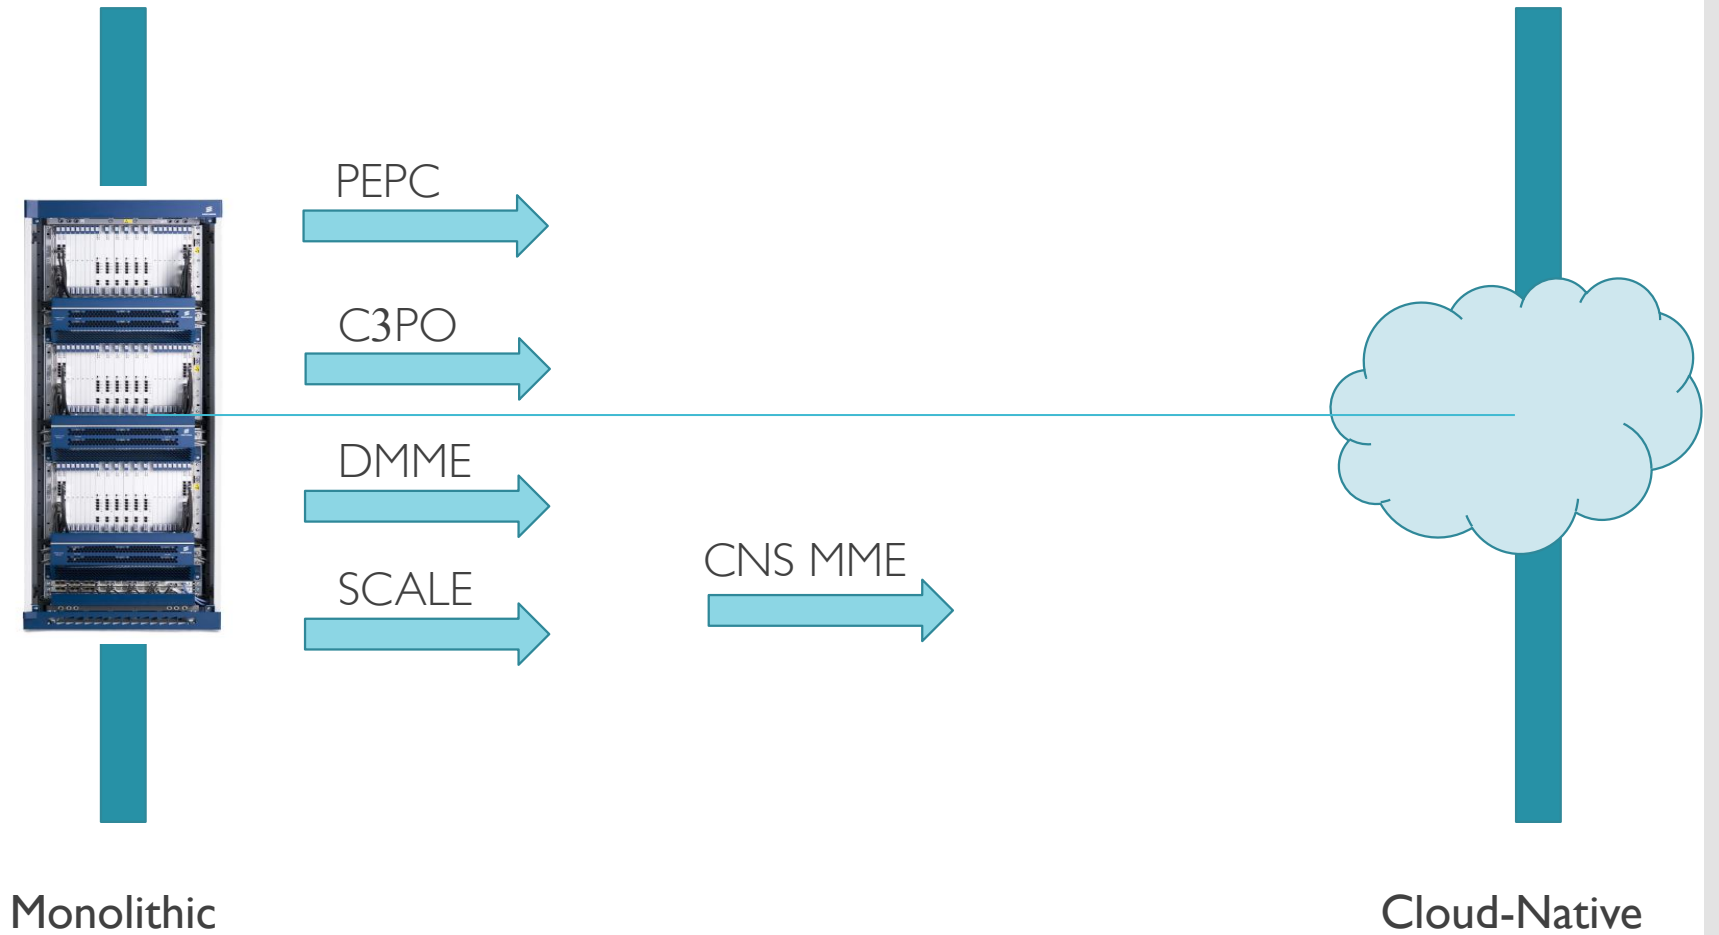 PEPC
C3PO
DMME
SCALE
CNS MME
Monolithic
Cloud-Native